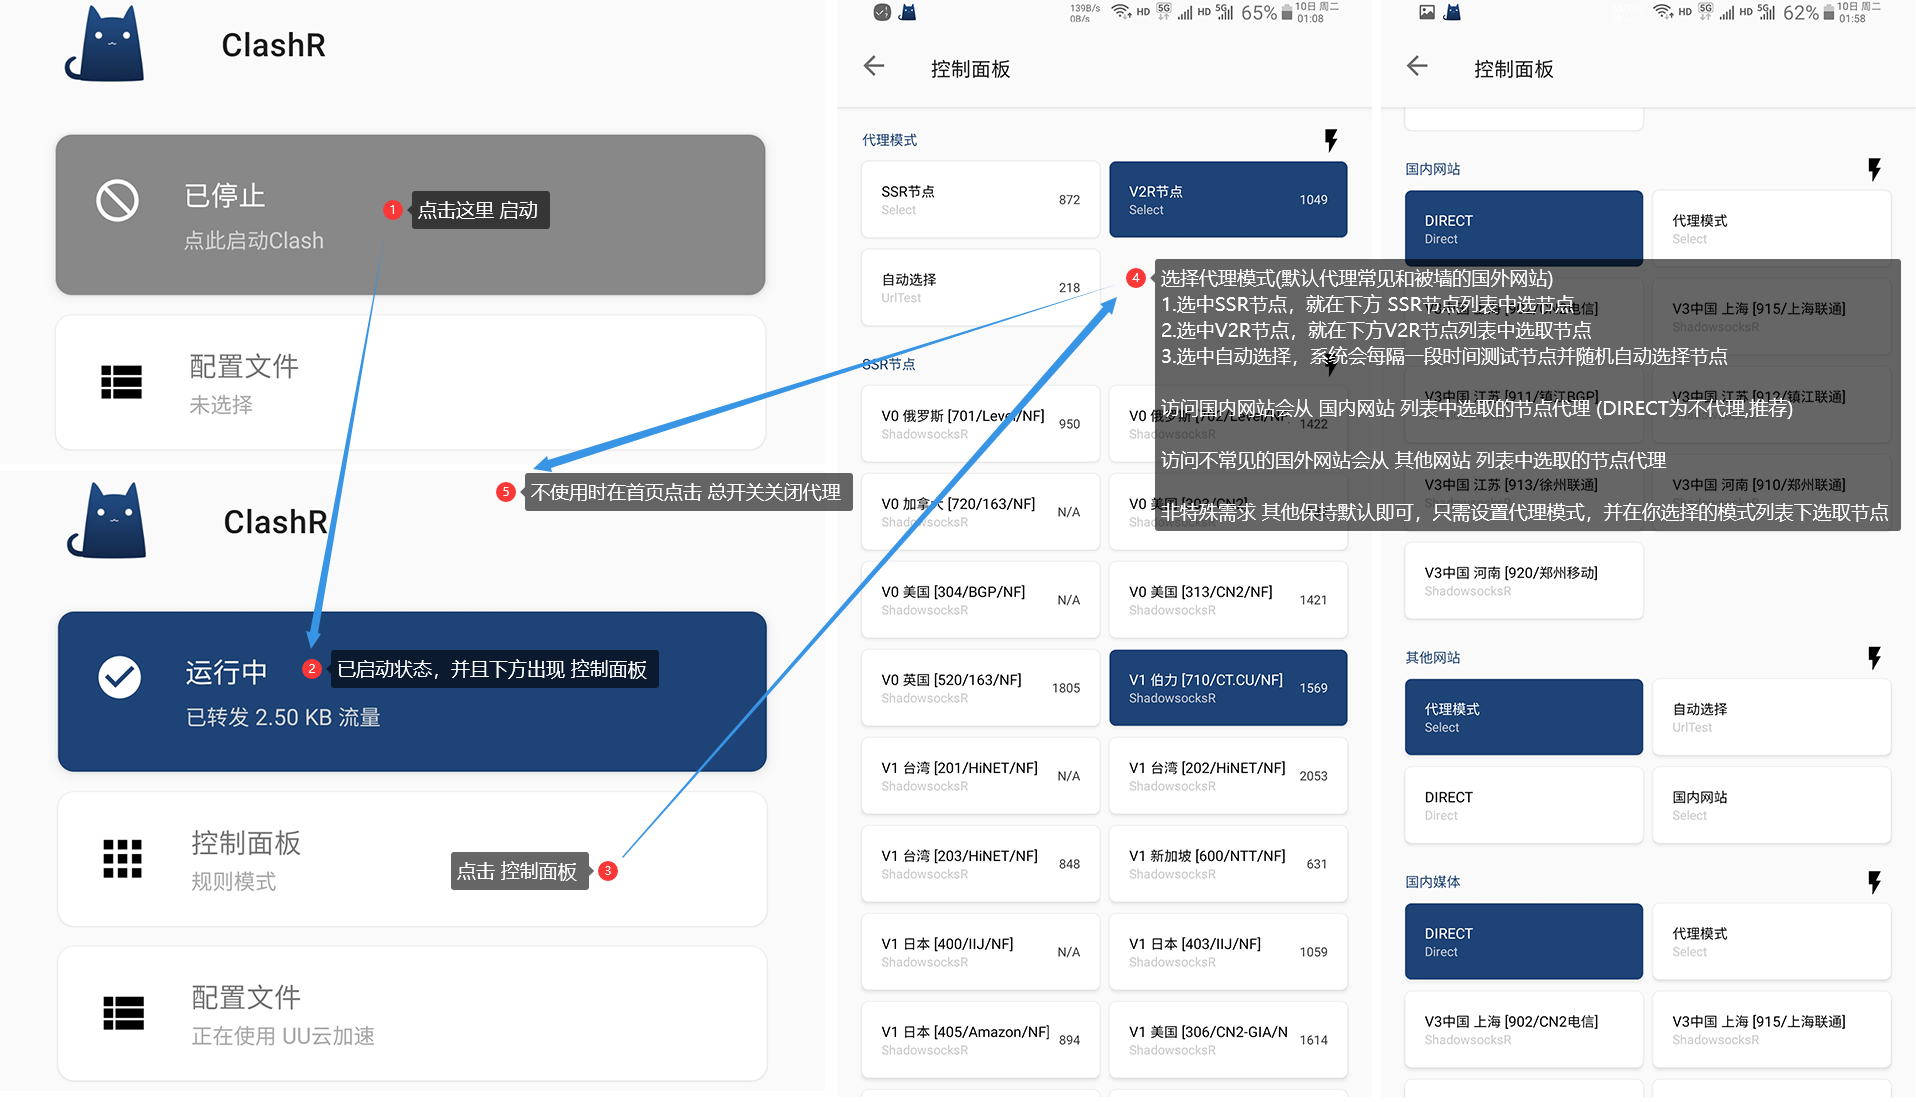 ClashR
已停止
点此启动Clash
1
点击这里 启动
配置文件
未选择
5
不使用时在首页点击 总开关关闭代理
ClashR
运行中
已转发 2.50 KB 流量
2
已启动状态，并且下方出现 控制面板
控制面板
规则模式
点击 控制面板
3
配置文件
正在使用 UU云加速
139B/s
0B/s
HD
5G
HD
5G
65%
10日 周二
01:08
控制面板
代理模式
SSR节点
Select
872
V2R节点
Select
1049
自动选择
UrlTest
218
4
选择代理模式(默认代理常见和被墙的国外网站)
1.选中SSR节点，就在下方 SSR节点列表中选节点
2.选中V2R节点，就在下方V2R节点列表中选取节点
3.选中自动选择，系统会每隔一段时间测试节点并随机自动选择节点
访问国内网站会从 国内网站 列表中选取的节点代理 (DIRECT为不代理,推荐)
访问不常见的国外网站会从 其他网站 列表中选取的节点代理
非特殊需求 其他保持默认即可，只需设置代理模式，并在你选择的模式列表下选取节点
SSR节点
V0 俄罗斯 [701/Level/NF]
ShadowsocksR
950
V0 俄罗斯 [702/Level/NF]
ShadowsocksR
1422
V0 加拿大 [720/163/NF]
ShadowsocksR
N/A
V0 美国 [303/CN2]
ShadowsocksR
V0 美国 [304/BGP/NF]
ShadowsocksR
N/A
V0 美国 [313/CN2/NF]
ShadowsocksR
1421
V0 英国 [520/163/NF]
ShadowsocksR
1805
V1 伯力 [710/CT.CU/NF]
ShadowsocksR
1569
V1 台湾 [201/HiNET/NF]
ShadowsocksR
N/A
V1 台湾 [202/HiNET/NF]
ShadowsocksR
2053
V1 台湾 [203/HiNET/NF]
ShadowsocksR
848
V1 新加坡 [600/NTT/NF]
ShadowsocksR
631
V1 日本 [400/IIJ/NF]
ShadowsocksR
N/A
V1 日本 [403/IIJ/NF]
ShadowsocksR
1059
V1 日本 [405/Amazon/NF]
ShadowsocksR
894
V1 美国 [306/CN2-GIA/N
ShadowsocksR
1614
HD
5G
HD
5G
62%
10日 周二
01:58
控制面板
国内网站
DIRECT
Direct
代理模式
Select
V3中国 上海 [915/上海联通]
ShadowsocksR
V3中国 江苏 [911/镇江BGP]
V3中国 江苏 [912/镇江联通]
V3中国 江苏 [913/徐州联通]
V3中国 河南 [910/郑州联通]
V3中国 河南 [920/郑州移动]
ShadowsocksR
其他网站
代理模式
Select
自动选择
UrlTest
DIRECT
Direct
国内网站
Select
国内媒体
DIRECT
Direct
代理模式
Select
V3中国 上海 [902/CN2电信]
ShadowsocksR
V3中国 上海 [915/上海联通]
ShadowsocksR